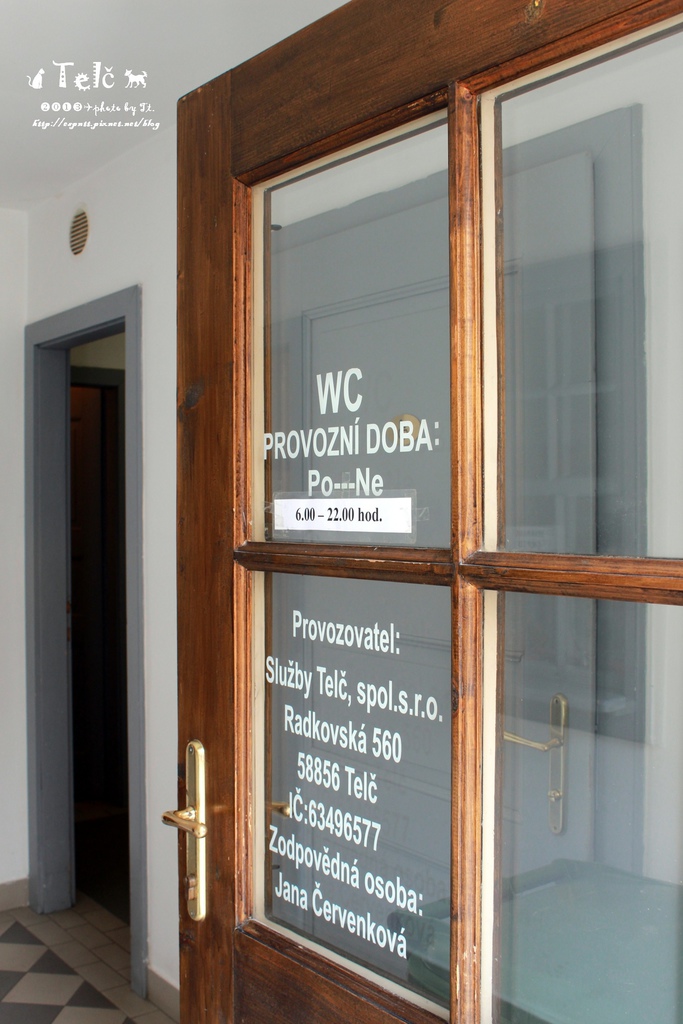 Telč
2013 photo by Jt.
WC
PROVOZNÍ DOBA:
Po---Ne
6.00 – 22.00 hod.
Provozovatel:
Služby Telč, spol.s.r.o.
Radkovská 560
58856 Telč
IČ:63496577
Zodpovědná osoba:
Jana Červenková